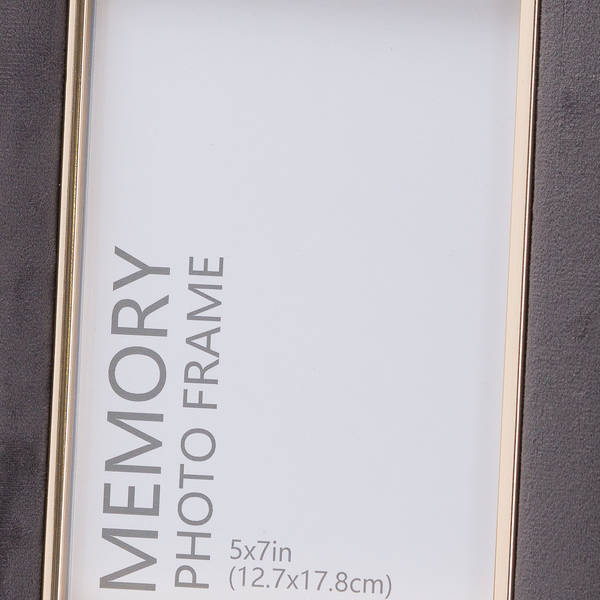 MEMORY
PHOTO FRAME
5x7in
(12.7x17.8cm)